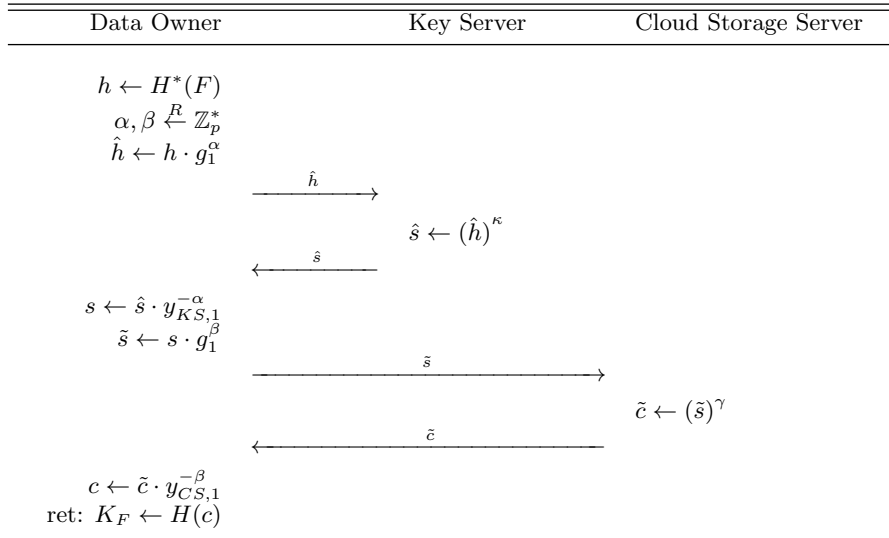 Data Owner Key Server Cloud Storage Server
h ← H*(F)
α, β ←R ℤ*ₚ
ĥ ← h · g₁^α
ĥ
ŝ ← (ĥ)^κ
ŝ
s ← ŝ · y_{KS,1}^{−α}
s̃ ← s · g₁^β
s̃
c̃ ← (s̃)^γ
c̃
c ← c̃ · y_{CS,1}^{−β}
ret: K_F ← H(c)